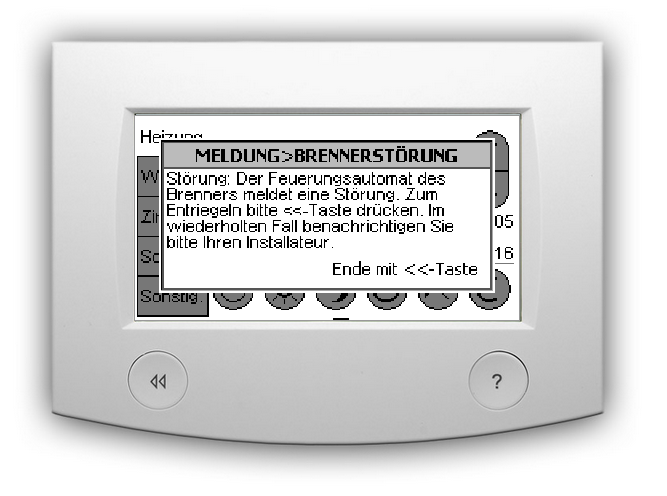 Heizung
MELDUNG>BRENNERSTÖRUNG
Störung: Der Feuerungsautomat des
Brenners meldet eine Störung. Zum
Entriegeln bitte <<-Taste drücken. Im
wiederholten Fall benachrichtigen Sie
bitte Ihren Installateur.
Ende mit <<-Taste
05
16
Sonstig.
?